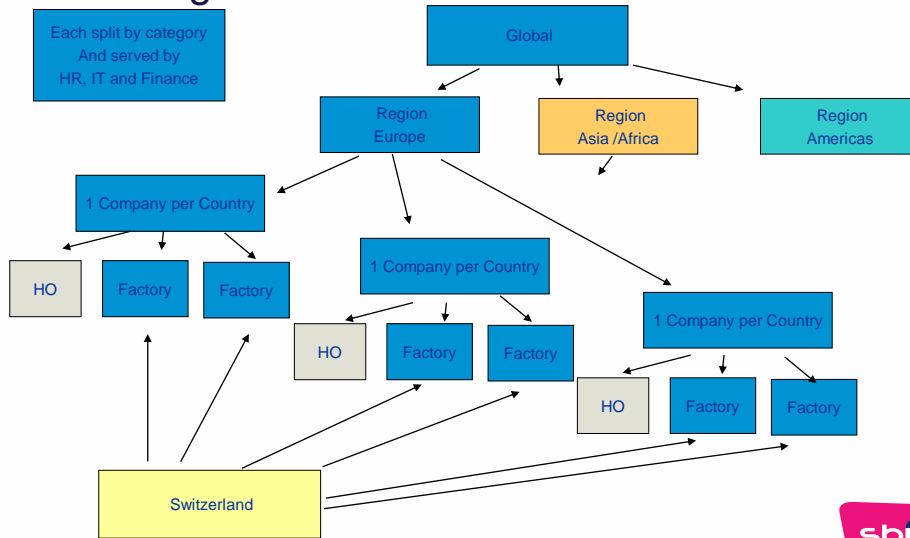 Each split by category
And served by
HR, IT and Finance
Global
Region
Europe
Region
Asia /Africa
Region
Americas
1 Company per Country
HO
Factory
Factory
1 Company per Country
HO
Factory
Factory
1 Company per Country
HO
Factory
Factory
Switzerland